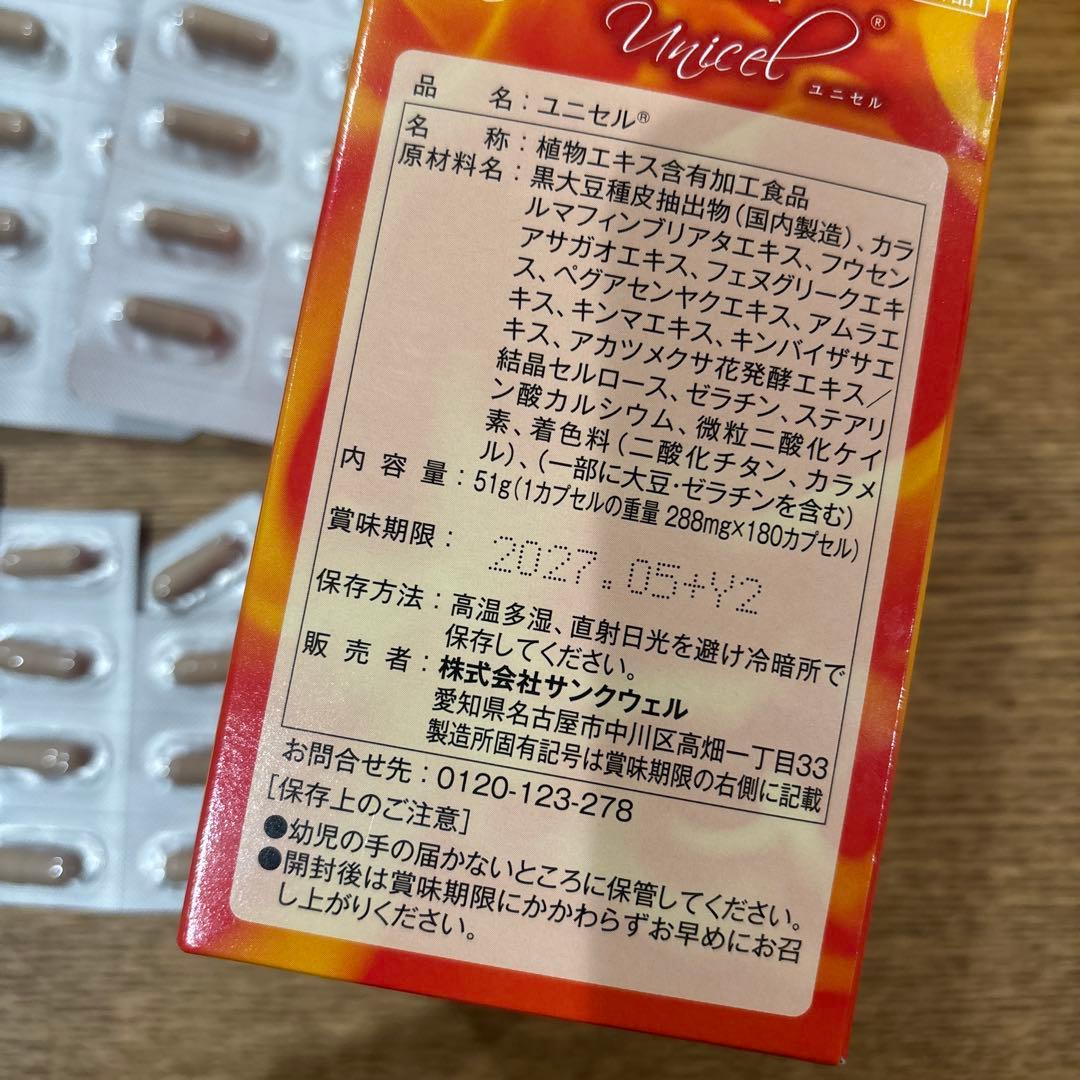 Unicel®
ユニセル
品名：ユニセル®
名称：植物エキス含有加工食品
原材料名：黒大豆種皮抽出物（国内製造）、カラ
ルマフィンブリアタエキス、フウセン
アサガオエキス、フェヌグリークエキ
ス、ペグアセンヤクエキス、アムラエ
キス、キンマエキス、キンバイザサエ
キス、アカツメクサ花発酵エキス／
結晶セルロース、ゼラチン、ステアリ
ン酸カルシウム、微粒二酸化ケイ
素、着色料（二酸化チタン、カラメ
ル）、（一部に大豆・ゼラチンを含む）
内容量：51g（1カプセルの重量 288mg×180カプセル）
賞味期限：2027.05+Y2
保存方法：高温多湿、直射日光を避け冷暗所で
保存してください。
販売者：株式会社サンクウェル
愛知県名古屋市中川区高畑一丁目33
製造所固有記号は賞味期限の右側に記載
お問合せ先：0120-123-278
［保存上のご注意］
●幼児の手の届かないところに保管してください。
●開封後は賞味期限にかかわらずお早めにお召
し上がりください。